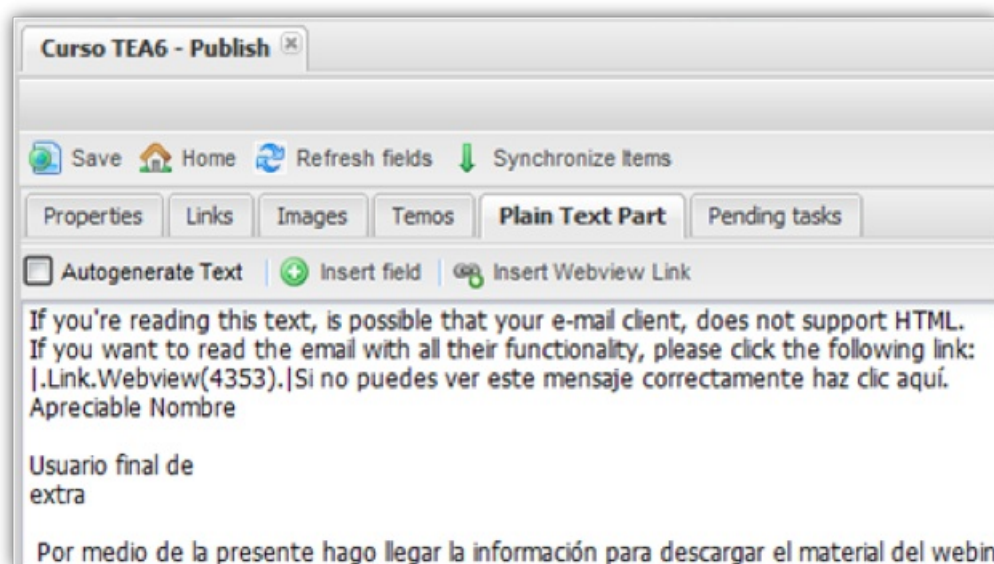 Curso TEA6 - Publish
Save Home Refresh fields Synchronize Items
Properties Links Images Temos Plain Text Part Pending tasks
Autogenerate Text Insert field Insert Webview Link
If you're reading this text, is possible that your e-mail client, does not support HTML.
If you want to read the email with all their functionality, please click the following link:
|.Link.Webview(4353).|Si no puedes ver este mensaje correctamente haz clic aquí.
Apreciable Nombre
Usuario final de
extra
Por medio de la presente hago llegar la información para descargar el material del webin